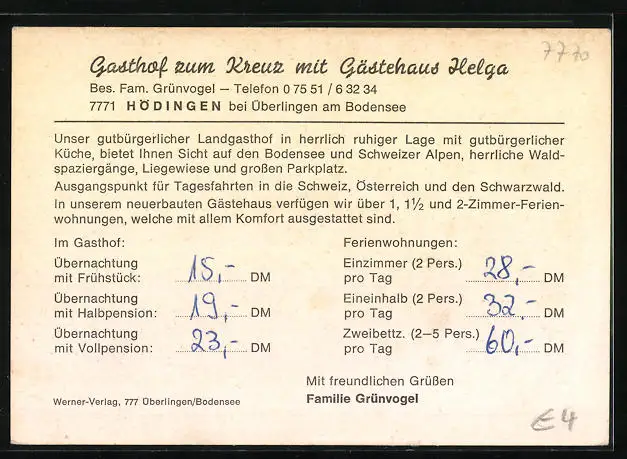 7770
Gasthof zum Kreuz mit Gästehaus Helga
Bes. Fam. Grünvogel — Telefon 0 75 51 / 6 32 34
7771 HÖDINGEN bei Überlingen am Bodensee
Unser gutbürgerlicher Landgasthof in herrlich ruhiger Lage mit gutbürgerlicher
Küche, bietet Ihnen Sicht auf den Bodensee und Schweizer Alpen, herrliche Wald-
spaziergänge, Liegewiese und großen Parkplatz.
Ausgangspunkt für Tagesfahrten in die Schweiz, Österreich und den Schwarzwald.
In unserem neuerbauten Gästehaus verfügen wir über 1, 1½ und 2-Zimmer-Ferien-
wohnungen, welche mit allem Komfort ausgestattet sind.
Im Gasthof:
Übernachtung
mit Frühstück: 15,- DM
Übernachtung
mit Halbpension: 19,- DM
Übernachtung
mit Vollpension: 23,- DM
Ferienwohnungen:
Einzimmer (2 Pers.)
pro Tag 28,- DM
Eineinhalb (2 Pers.)
pro Tag 32,- DM
Zweibettz. (2—5 Pers.)
pro Tag 60,- DM
Mit freundlichen Grüßen
Familie Grünvogel
Werner-Verlag, 777 Überlingen/Bodensee
€4